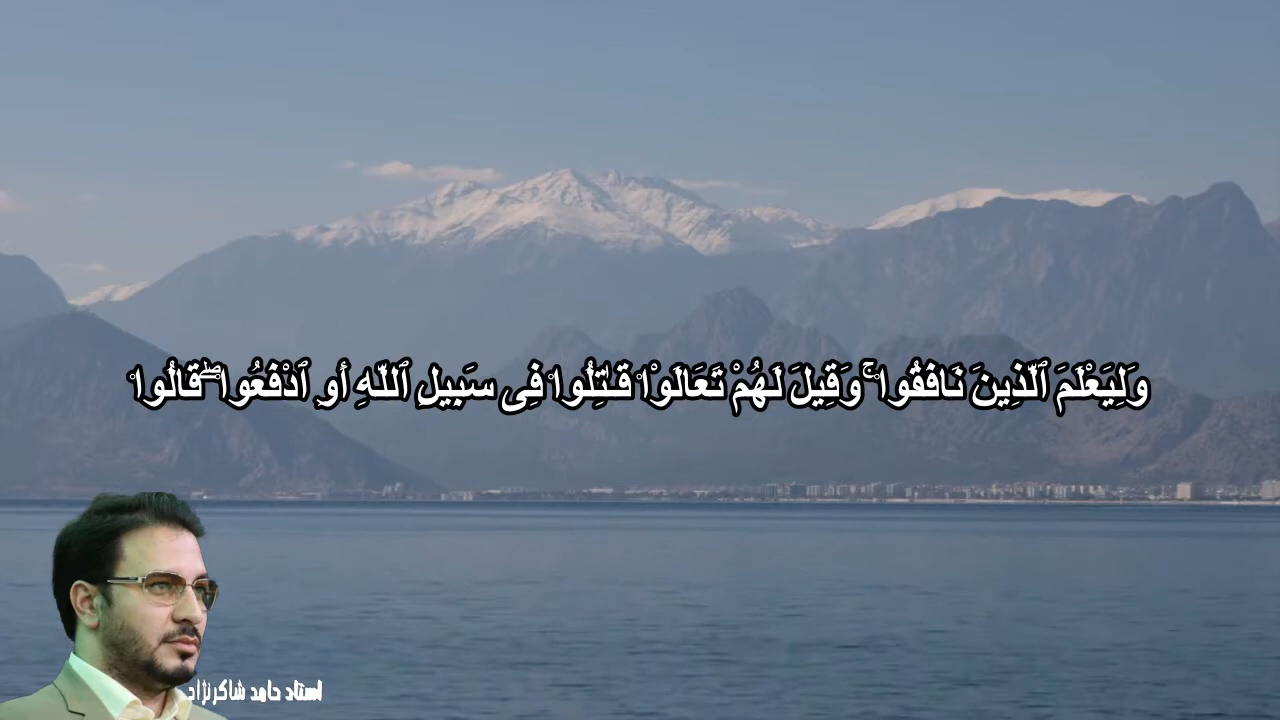 وَلِيَعْلَمَ ٱلَّذِينَ نَافَقُوا۟ ۚ وَقِيلَ لَهُمْ تَعَالَوْا۟ قَـٰتِلُوا۟ فِى سَبِيلِ ٱللَّهِ أَوِ ٱدْفَعُوا۟ ۖ قَالُوا۟
استاد حامد شاکرنژاد